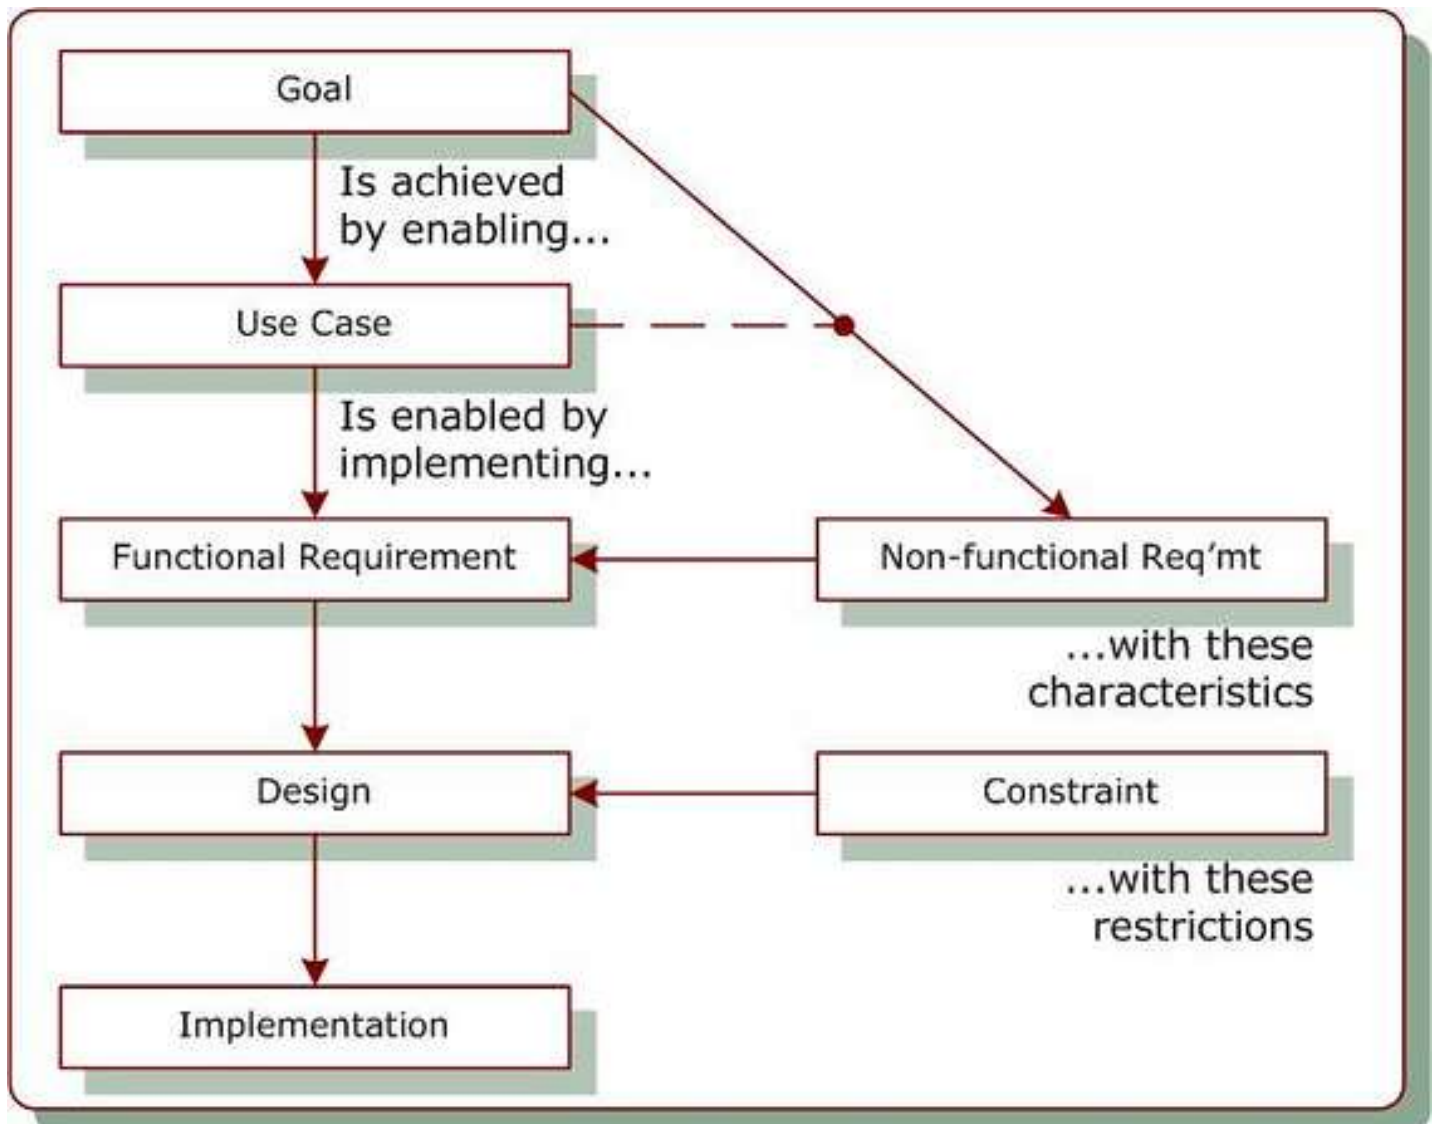 Goal
Is achieved
by enabling...
Use Case
Is enabled by
implementing...
Functional Requirement
Non-functional Req’mt
...with these
characteristics
Design
Constraint
...with these
restrictions
Implementation